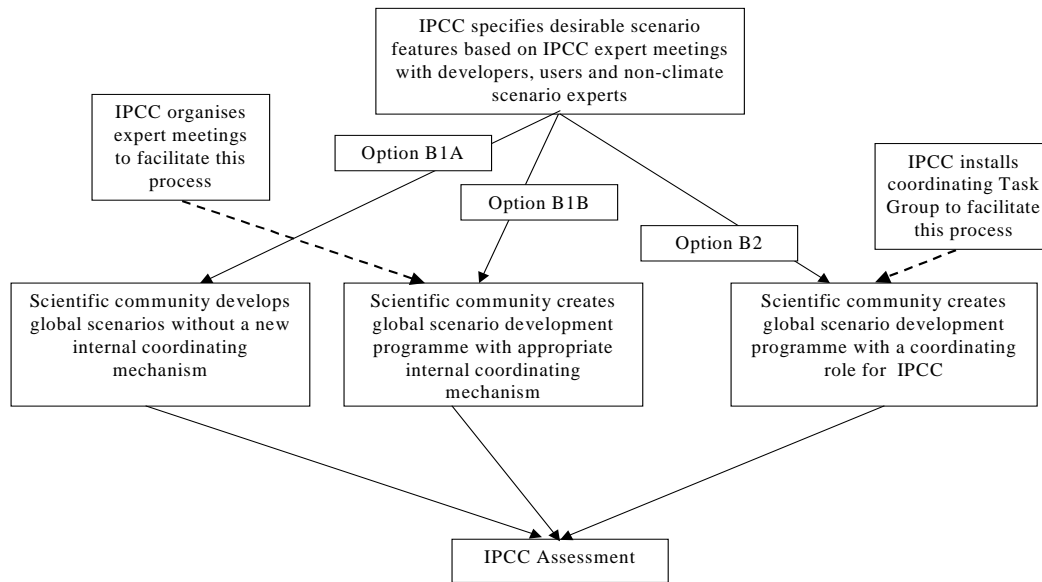 IPCC specifies desirable scenario
features based on IPCC expert meetings
with developers, users and non-climate
scenario experts
IPCC organises
expert meetings
to facilitate this
process
Option B1A
IPCC installs
coordinating Task
Group to facilitate
this process
Option B1B
Option B2
Scientific community develops
global scenarios without a new
internal coordinating
mechanism
Scientific community creates
global scenario development
programme with appropriate
internal coordinating
mechanism
Scientific community creates
global scenario development
programme with a coordinating
role for IPCC
IPCC Assessment